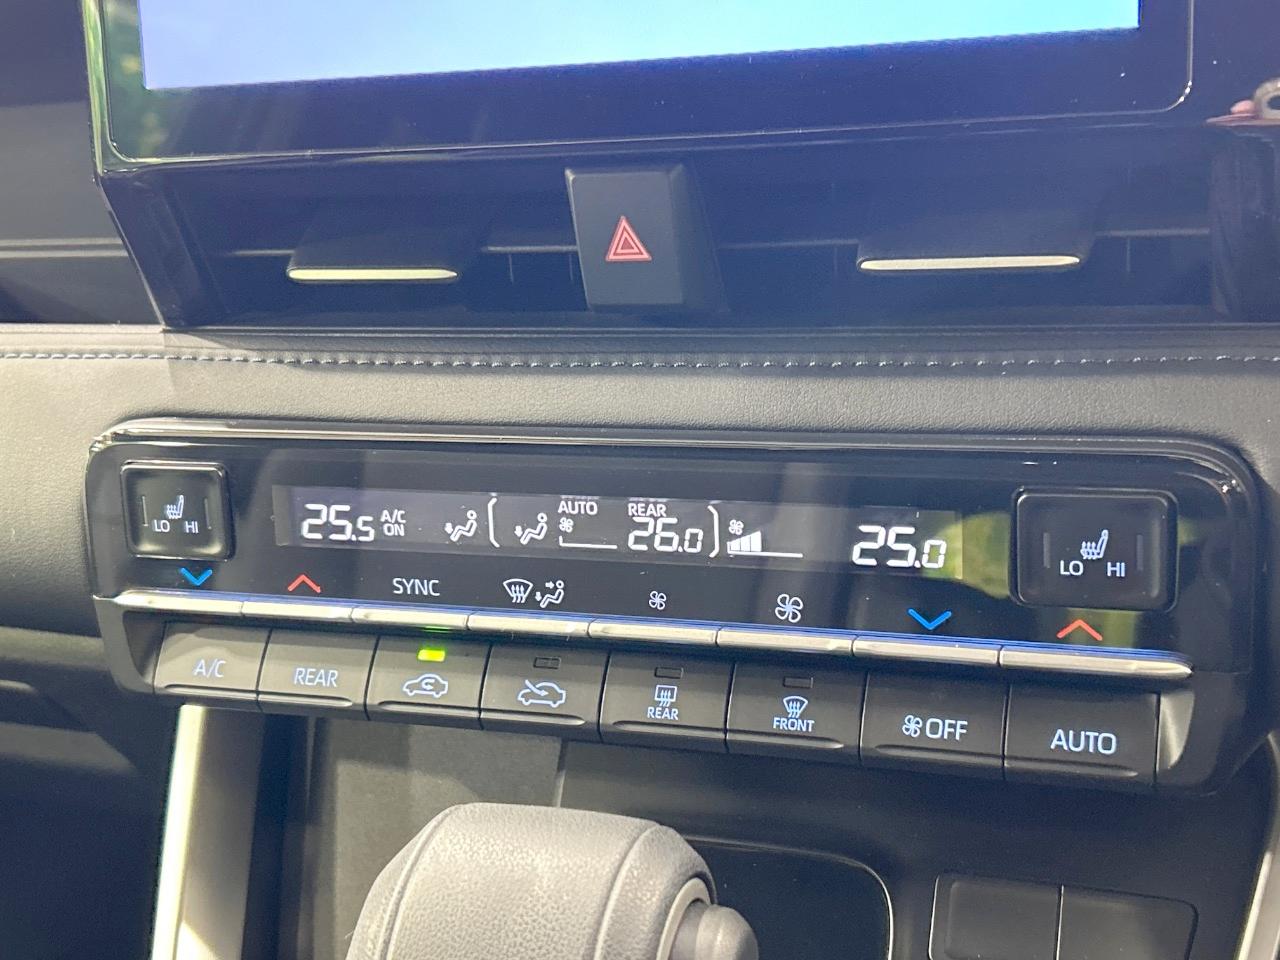 LO HI
25.5 A/C ON
AUTO
REAR 26.0
25.0
LO HI
SYNC
A/C
REAR
REAR
FRONT
OFF
AUTO